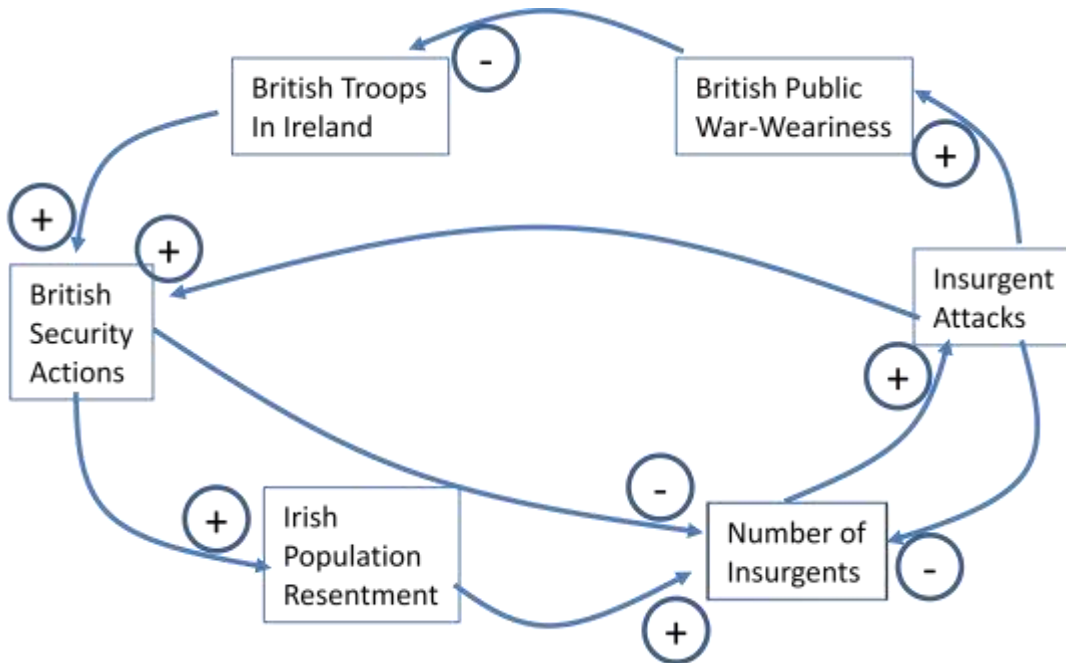 -
British Troops
In Ireland
British Public
War-Weariness
+
+
+
British
Security
Actions
Insurgent
Attacks
+
-
+
Irish
Population
Resentment
Number of
Insurgents
-
+